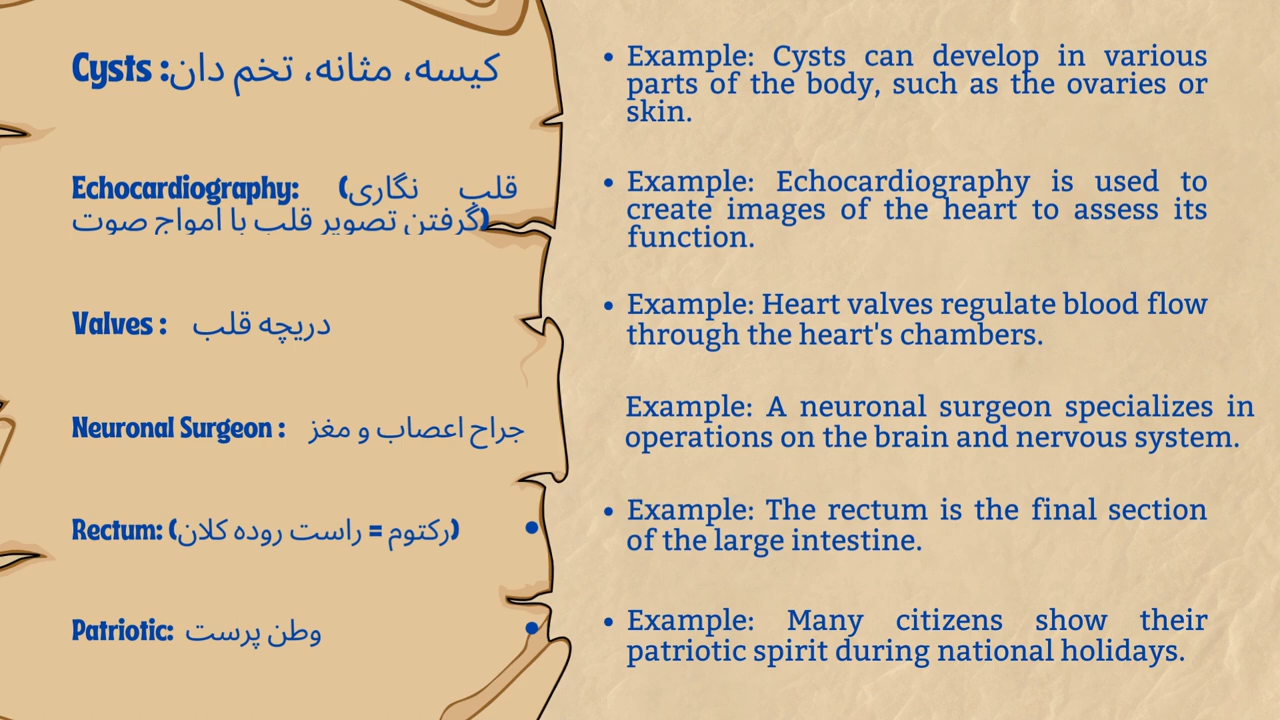 Cysts :کیسه، مثانه، تخم دان
Example: Cysts can develop in various
parts of the body, such as the ovaries or
skin.
Echocardiography: (قلب نگاری
گرفتن تصویر قلب با امواج صوت)
Example: Echocardiography is used to
create images of the heart to assess its
function.
Valves : دریچه قلب
Example: Heart valves regulate blood flow
through the heart's chambers.
Neuronal Surgeon : جراح اعصاب و مغز
Example: A neuronal surgeon specializes in
operations on the brain and nervous system.
Rectum: (رکتوم = راست روده کلان)
Example: The rectum is the final section
of the large intestine.
Patriotic: وطن پرست
Example: Many citizens show their
patriotic spirit during national holidays.